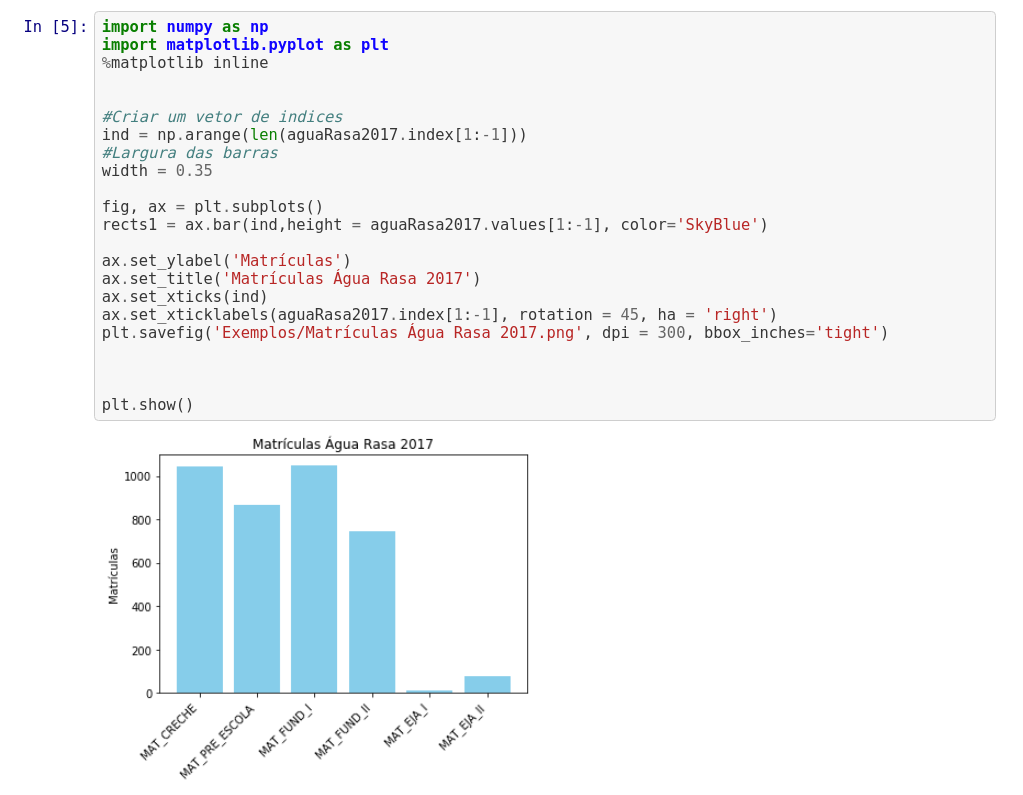 In [5]:
import numpy as np
import matplotlib.pyplot as plt
%matplotlib inline
#Criar um vetor de indices
ind = np.arange(len(aguaRasa2017.index[1:-1]))
#Largura das barras
width = 0.35
fig, ax = plt.subplots()
rects1 = ax.bar(ind,height = aguaRasa2017.values[1:-1], color='SkyBlue')
ax.set_ylabel('Matrículas')
ax.set_title('Matrículas Água Rasa 2017')
ax.set_xticks(ind)
ax.set_xticklabels(aguaRasa2017.index[1:-1], rotation = 45, ha = 'right')
plt.savefig('Exemplos/Matrículas Água Rasa 2017.png', dpi = 300, bbox_inches='tight')
plt.show()
Matrículas Água Rasa 2017
1000
800
600
400
200
0
Matrículas
MAT_CRECHE
MAT_PRE_ESCOLA
MAT_FUND_I
MAT_FUND_II
MAT_EJA_I
MAT_EJA_II